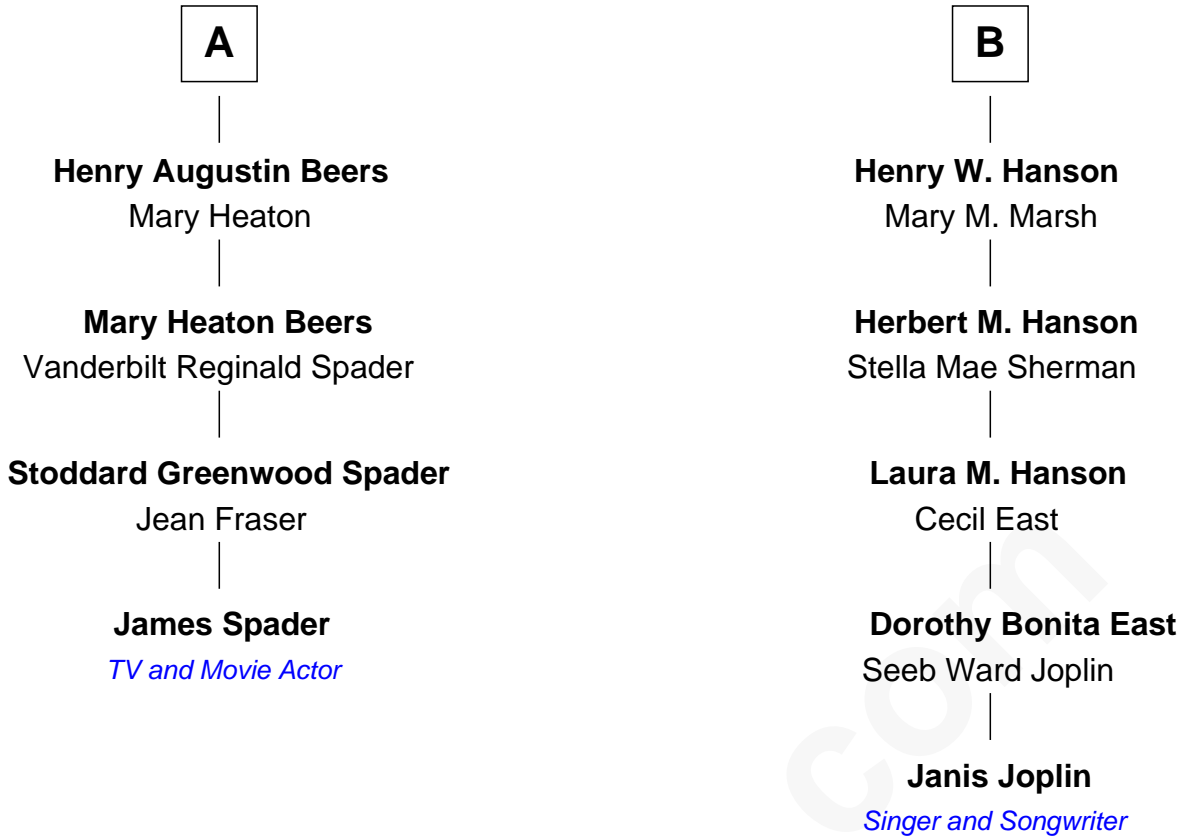 A
Henry Augustin Beers
Mary Heaton
Mary Heaton Beers
Vanderbilt Reginald Spader
Stoddard Greenwood Spader
Jean Fraser
James Spader
TV and Movie Actor
B
Henry W. Hanson
Mary M. Marsh
Herbert M. Hanson
Stella Mae Sherman
Laura M. Hanson
Cecil East
Dorothy Bonita East
Seeb Ward Joplin
Janis Joplin
Singer and Songwriter
com